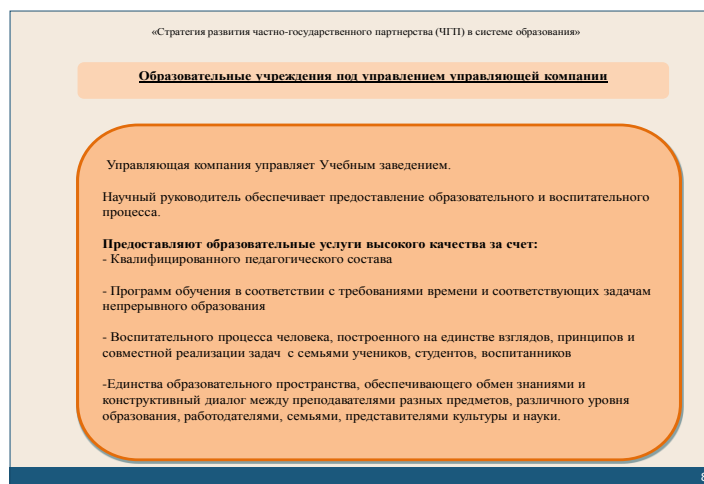 «Стратегия развития частно-государственного партнерства (ЧГП) в системе образования»
Образовательные учреждения под управлением управляющей компании
Управляющая компания управляет Учебным заведением.
Научный руководитель обеспечивает предоставление образовательного и воспитательного
процесса.
Предоставляют образовательные услуги высокого качества за счет:
- Квалифицированного педагогического состава
- Программ обучения в соответствии с требованиями времени и соответствующих задачам
непрерывного образования
- Воспитательного процесса человека, построенного на единстве взглядов, принципов и
совместной реализации задач с семьями учеников, студентов, воспитанников
-Единства образовательного пространства, обеспечивающего обмен знаниями и
конструктивный диалог между преподавателями разных предметов, различного уровня
образования, работодателями, семьями, представителями культуры и науки.
8